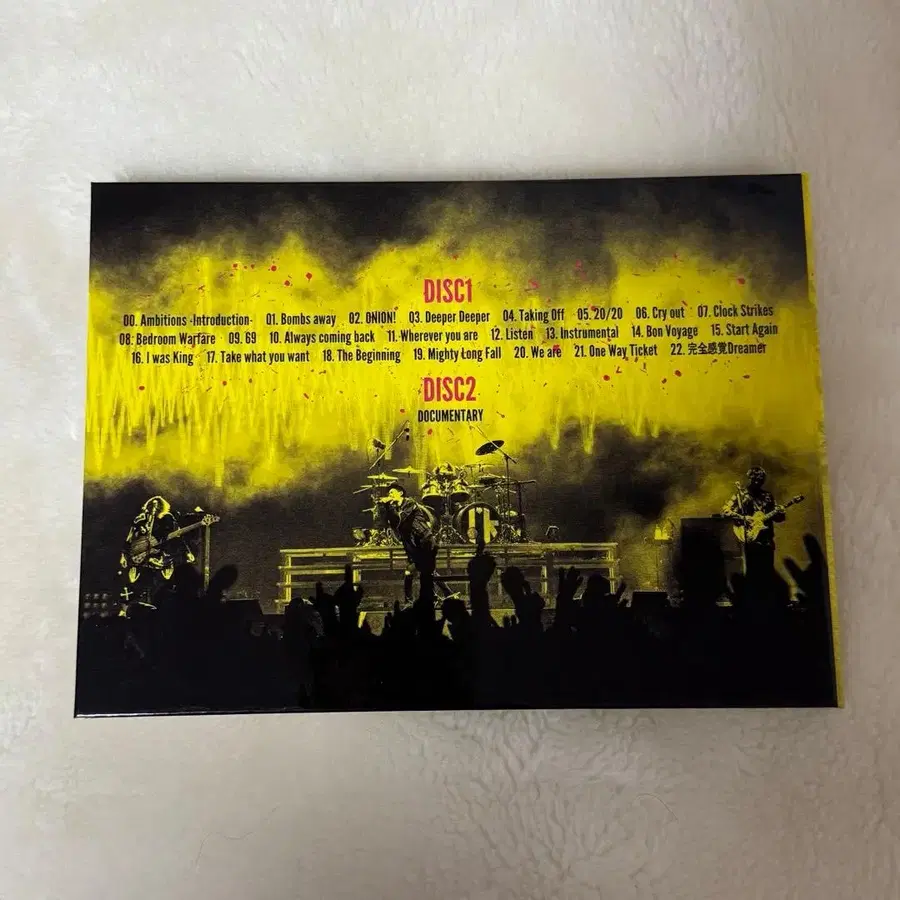 DISC1
00. Ambitions -Introduction- 01. Bombs away 02. ONION! 03. Deeper Deeper 04. Taking Off 05. 20/20 06. Cry out 07. Clock Strikes
08. Bedroom Warfare 09. 69 10. Always coming back 11. Wherever you are 12. Listen 13. Instrumental 14. Bon Voyage 15. Start Again
16. I was King 17. Take what you want 18. The Beginning 19. Mighty Long Fall 20. We are 21. One Way Ticket 22. 完全感覚Dreamer
DISC2
DOCUMENTARY